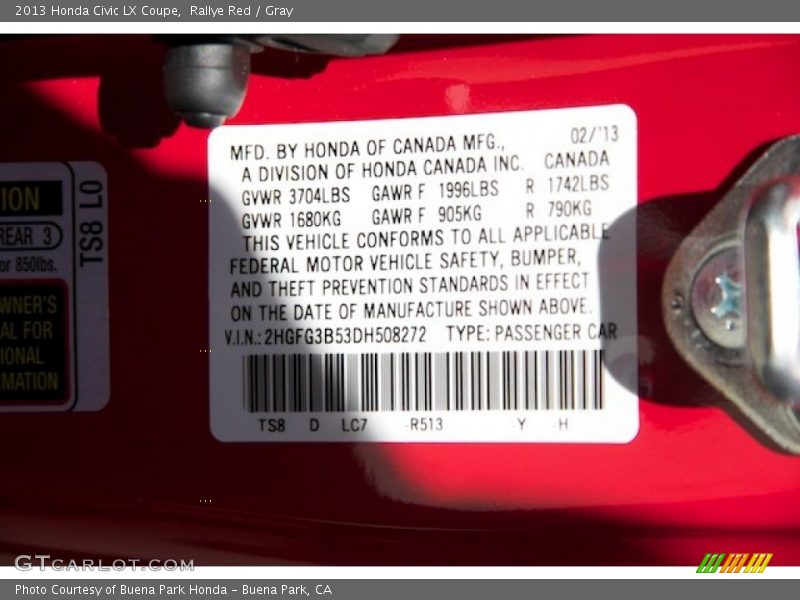 2013 Honda Civic LX Coupe, Rallye Red / Gray
MFD. BY HONDA OF CANADA MFG., 02/'13
A DIVISION OF HONDA CANADA INC. CANADA
GVWR 3704LBS GAWR F 1996LBS R 1742LBS
GVWR 1680KG GAWR F 905KG R 790KG
THIS VEHICLE CONFORMS TO ALL APPLICABLE
FEDERAL MOTOR VEHICLE SAFETY, BUMPER,
AND THEFT PREVENTION STANDARDS IN EFFECT
ON THE DATE OF MANUFACTURE SHOWN ABOVE.
V.I.N.: 2HGFG3B53DH508272 TYPE: PASSENGER CAR
TS8 D LC7 -R513 -Y -H
TION
REAR 3
or 850lbs.
WNER'S
AL FOR
IONAL
MATION
TS8 L0
GTcarlot.com
Photo Courtesy of Buena Park Honda - Buena Park, CA